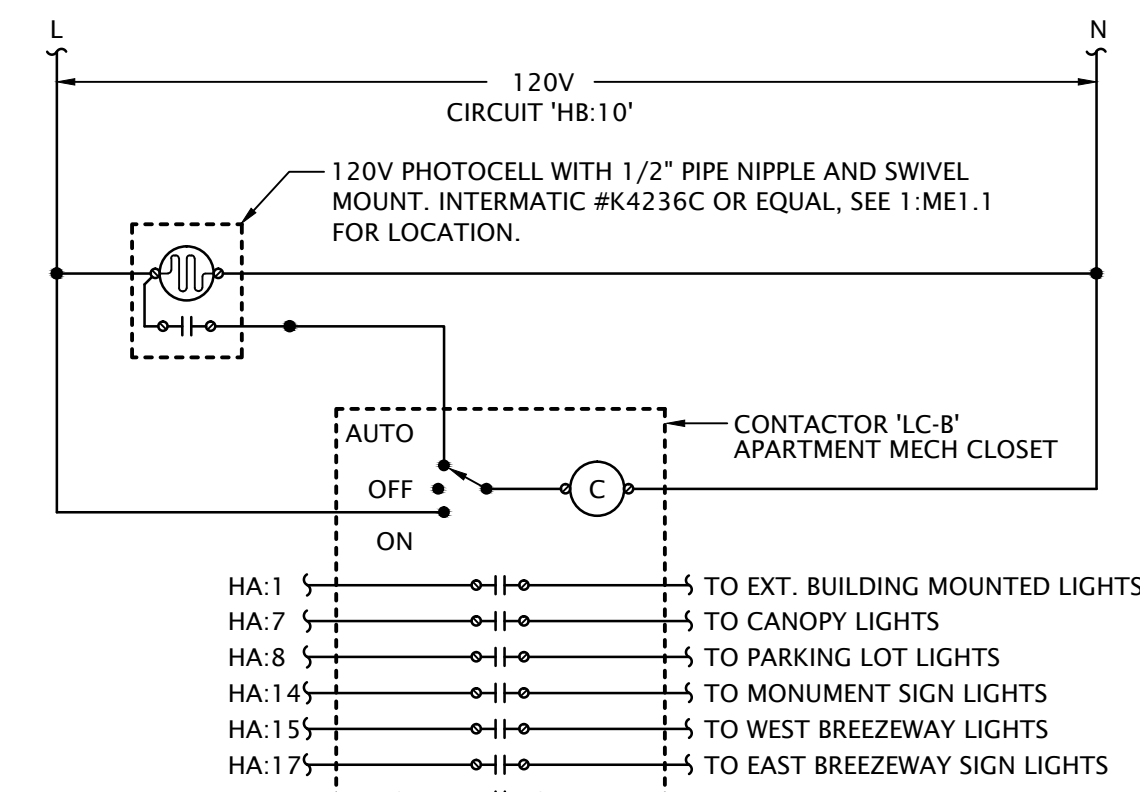 L
N
120V
CIRCUIT 'HB:10'
120V PHOTOCELL WITH 1/2" PIPE NIPPLE AND SWIVEL
MOUNT. INTERMATIC #K4236C OR EQUAL, SEE 1:ME1.1
FOR LOCATION.
CONTACTOR 'LC-B'
APARTMENT MECH CLOSET
AUTO
OFF
C
ON
HA:1 TO EXT. BUILDING MOUNTED LIGHTS
HA:7 TO CANOPY LIGHTS
HA:8 TO PARKING LOT LIGHTS
HA:14 TO MONUMENT SIGN LIGHTS
HA:15 TO WEST BREEZEWAY LIGHTS
HA:17 TO EAST BREEZEWAY SIGN LIGHTS